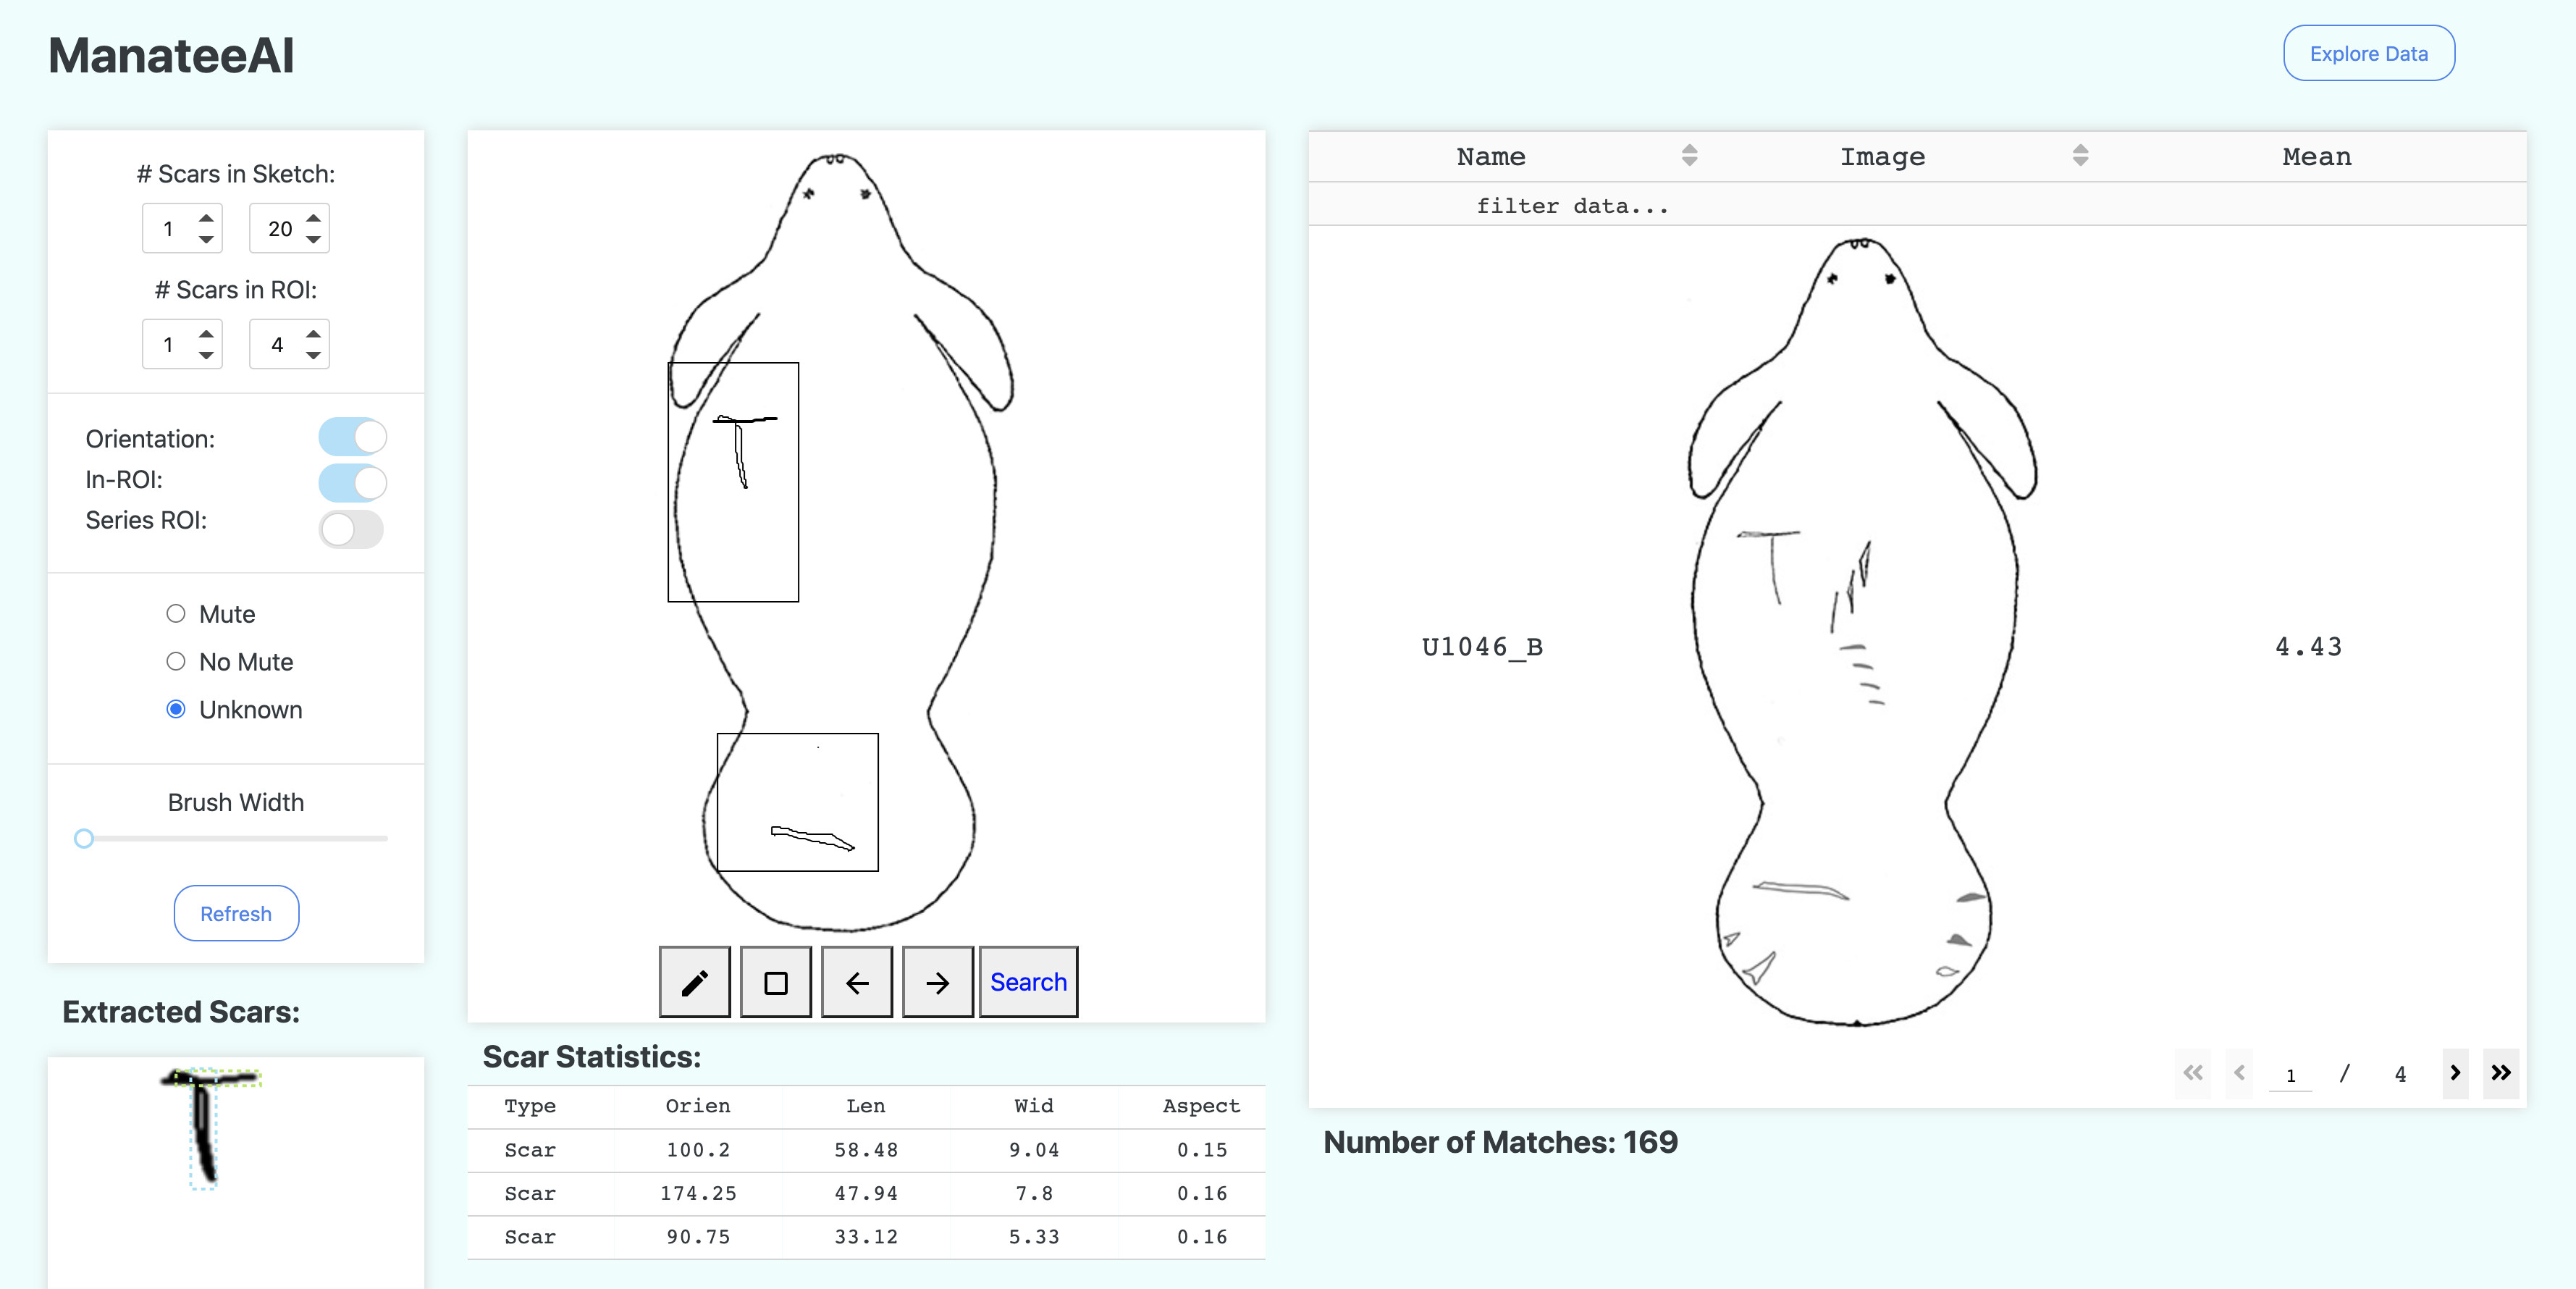 ManateeAI
Explore Data
# Scars in Sketch:
1 20
# Scars in ROI:
1 4
Orientation:
In-ROI:
Series ROI:
Mute
No Mute
Unknown
Brush Width
Refresh
Extracted Scars:
Search
Scar Statistics:
Type Orien Len Wid Aspect
Scar 100.2 58.48 9.04 0.15
Scar 174.25 47.94 7.8 0.16
Scar 90.75 33.12 5.33 0.16
Name Image Mean
filter data...
U1046_B 4.43
1 / 4
Number of Matches: 169